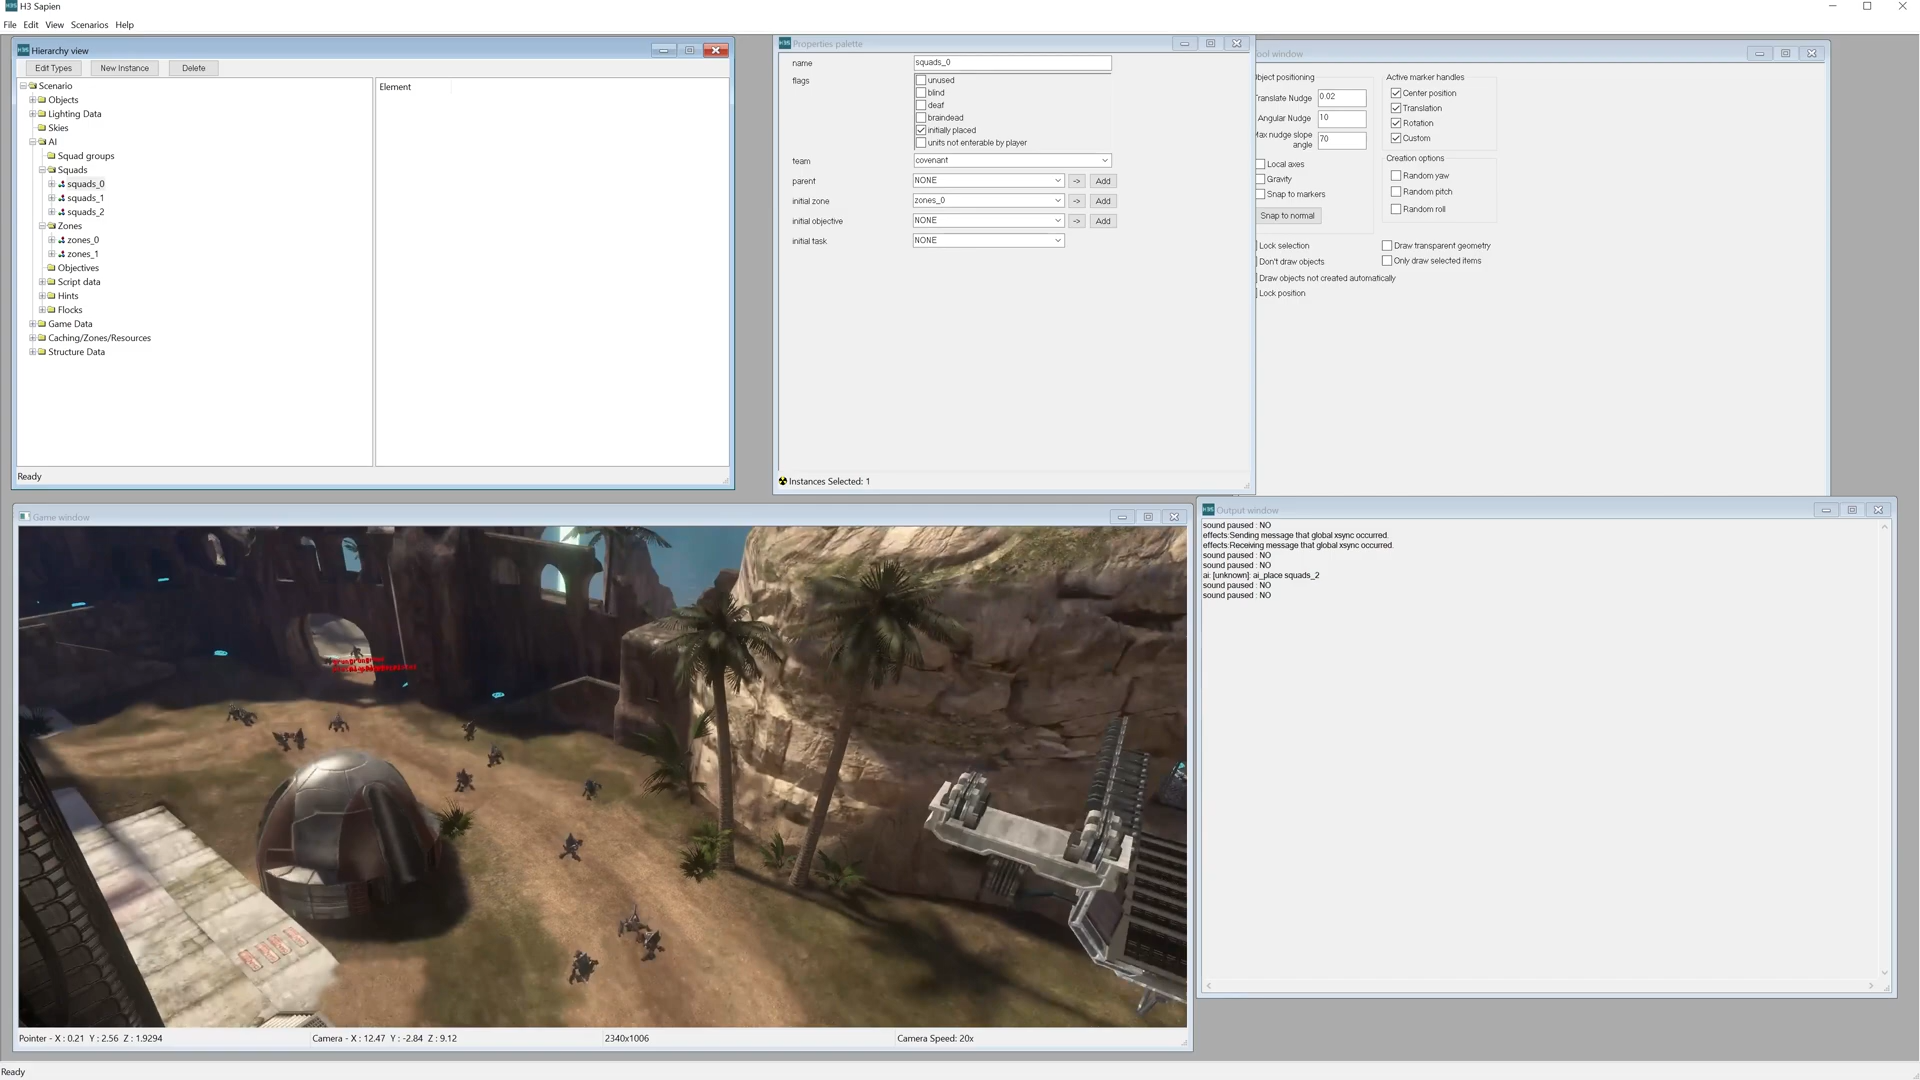 H3 Sapien
File Edit View Scenarios Help
Hierarchy view
Edit Types New Instance Delete
Scenario
Objects
Lighting Data
Skies
AI
Squad groups
Squads
squads_0
squads_1
squads_2
Zones
zones_0
zones_1
Objectives
Script data
Hints
Flocks
Game Data
Caching/Zones/Resources
Structure Data
Element
Ready
Properties palette
name squads_0
flags unused
blind
deaf
braindead
initially placed
units not enterable by player
team covenant
parent NONE -> Add
initial zone zones_0 -> Add
initial objective NONE -> Add
initial task NONE
Instances Selected: 1
ool window
bject positioning
ranslate Nudge 0.02
Angular Nudge 10
Max nudge slope angle 70
Local axes
Gravity
Snap to markers
Snap to normal
Active marker handles
Center position
Translation
Rotation
Custom
Creation options
Random yaw
Random pitch
Random roll
Lock selection
Don't draw objects
Draw objects not created automatically
Lock position
Draw transparent geometry
Only draw selected items
Game window
Pointer - X : 0.21 Y : 2.56 Z : 1.9294 Camera - X : 12.47 Y : -2.84 Z : 9.12 2340x1006 Camera Speed: 20x
Output window
sound paused : NO
effects:Sending message that global xsync occurred.
effects:Receiving message that global xsync occurred.
sound paused : NO
sound paused : NO
ai: [unknown]: ai_place squads_2
sound paused : NO
sound paused : NO
Ready